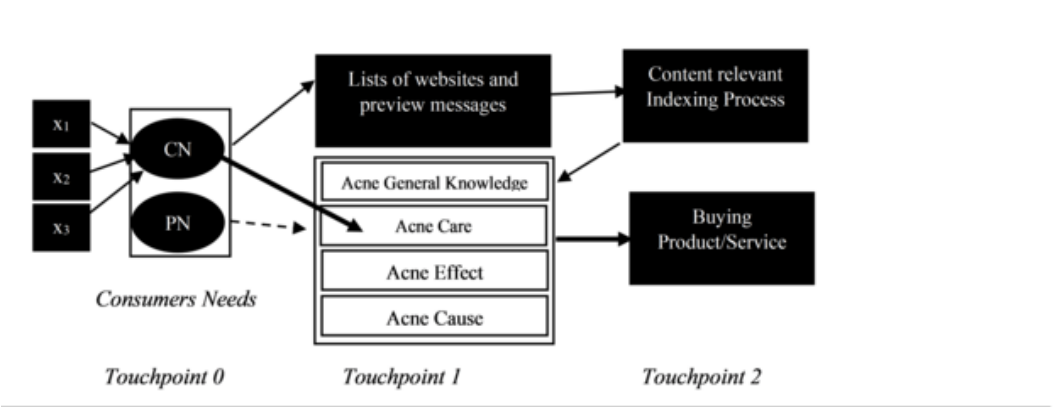 Lists of websites and
preview messages
Content relevant
Indexing Process
x1
x2
x3
CN
PN
Acne General Knowledge
Acne Care
Acne Effect
Acne Cause
Buying
Product/Service
Consumers Needs
Touchpoint 0
Touchpoint 1
Touchpoint 2